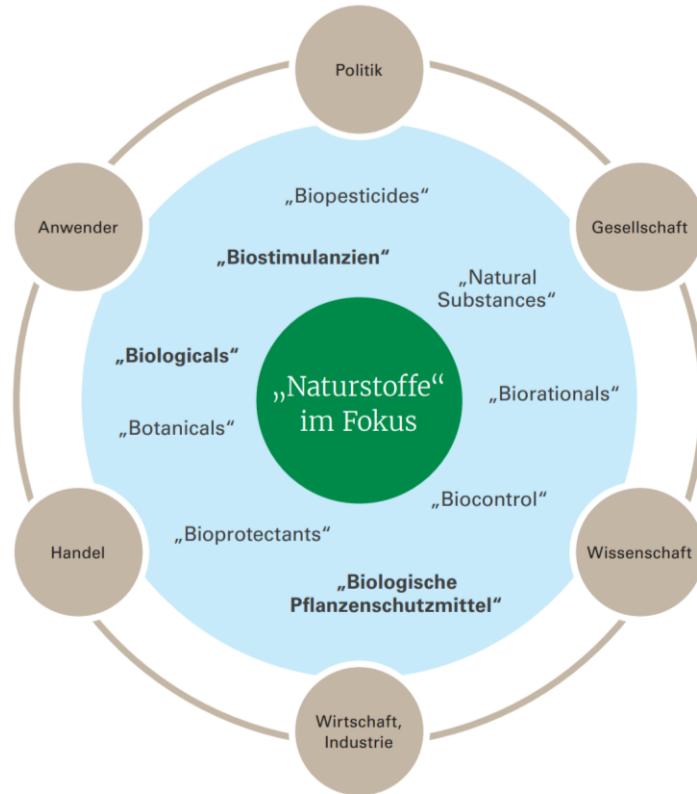 Politik
Anwender
Gesellschaft
„Biopesticides“
„Biostimulanzien“
„Natural
Substances“
„Biologicals“
„Naturstoffe“
im Fokus
„Biorationals“
„Botanicals“
„Biocontrol“
„Bioprotectants“
Handel
Wissenschaft
„Biologische
Pflanzenschutzmittel“
Wirtschaft,
Industrie